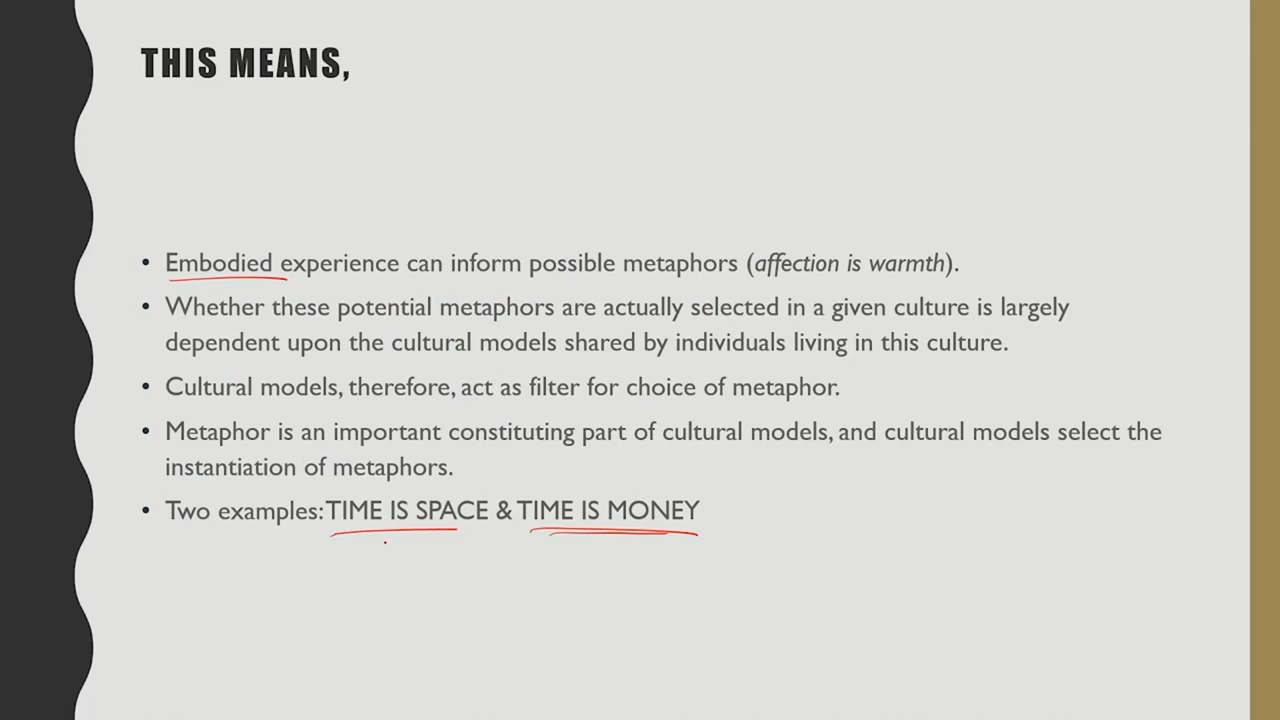 THIS MEANS,
• Embodied experience can inform possible metaphors (affection is warmth).
• Whether these potential metaphors are actually selected in a given culture is largely
dependent upon the cultural models shared by individuals living in this culture.
• Cultural models, therefore, act as filter for choice of metaphor.
• Metaphor is an important constituting part of cultural models, and cultural models select the
instantiation of metaphors.
• Two examples: TIME IS SPACE & TIME IS MONEY